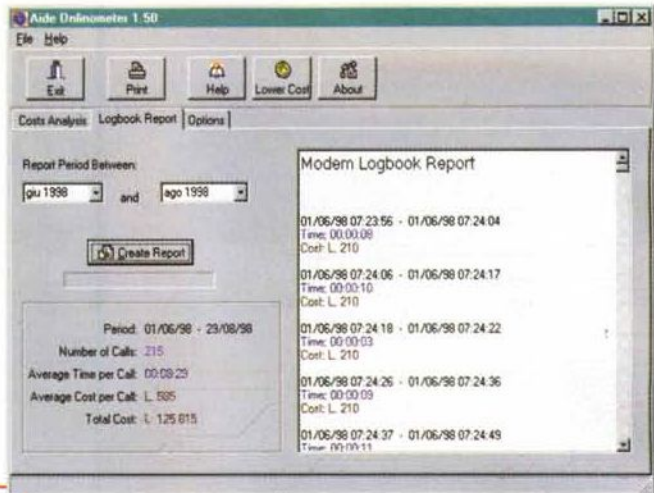 Aide Onlinometer 1.50
File Help
Exit Print Help Lower Cost About
Costs Analysis Logbook Report Options
Report Period Between:
giu 1998 and ago 1998
Create Report
Period: 01/06/98 - 29/08/98
Number of Calls: 215
Average Time per Call: 00:08:29
Average Cost per Call: L. 585
Total Cost: L. 125.815
Modem Logbook Report
01/06/98 07:23:56 - 01/06/98 07:24:04
Time: 00:00:08
Cost: L. 210
01/06/98 07:24:06 - 01/06/98 07:24:17
Time: 00:00:10
Cost: L. 210
01/06/98 07:24:18 - 01/06/98 07:24:22
Time: 00:00:03
Cost: L. 210
01/06/98 07:24:26 - 01/06/98 07:24:36
Time: 00:00:09
Cost: L. 210
01/06/98 07:24:37 - 01/06/98 07:24:49
Time: 00:00:11